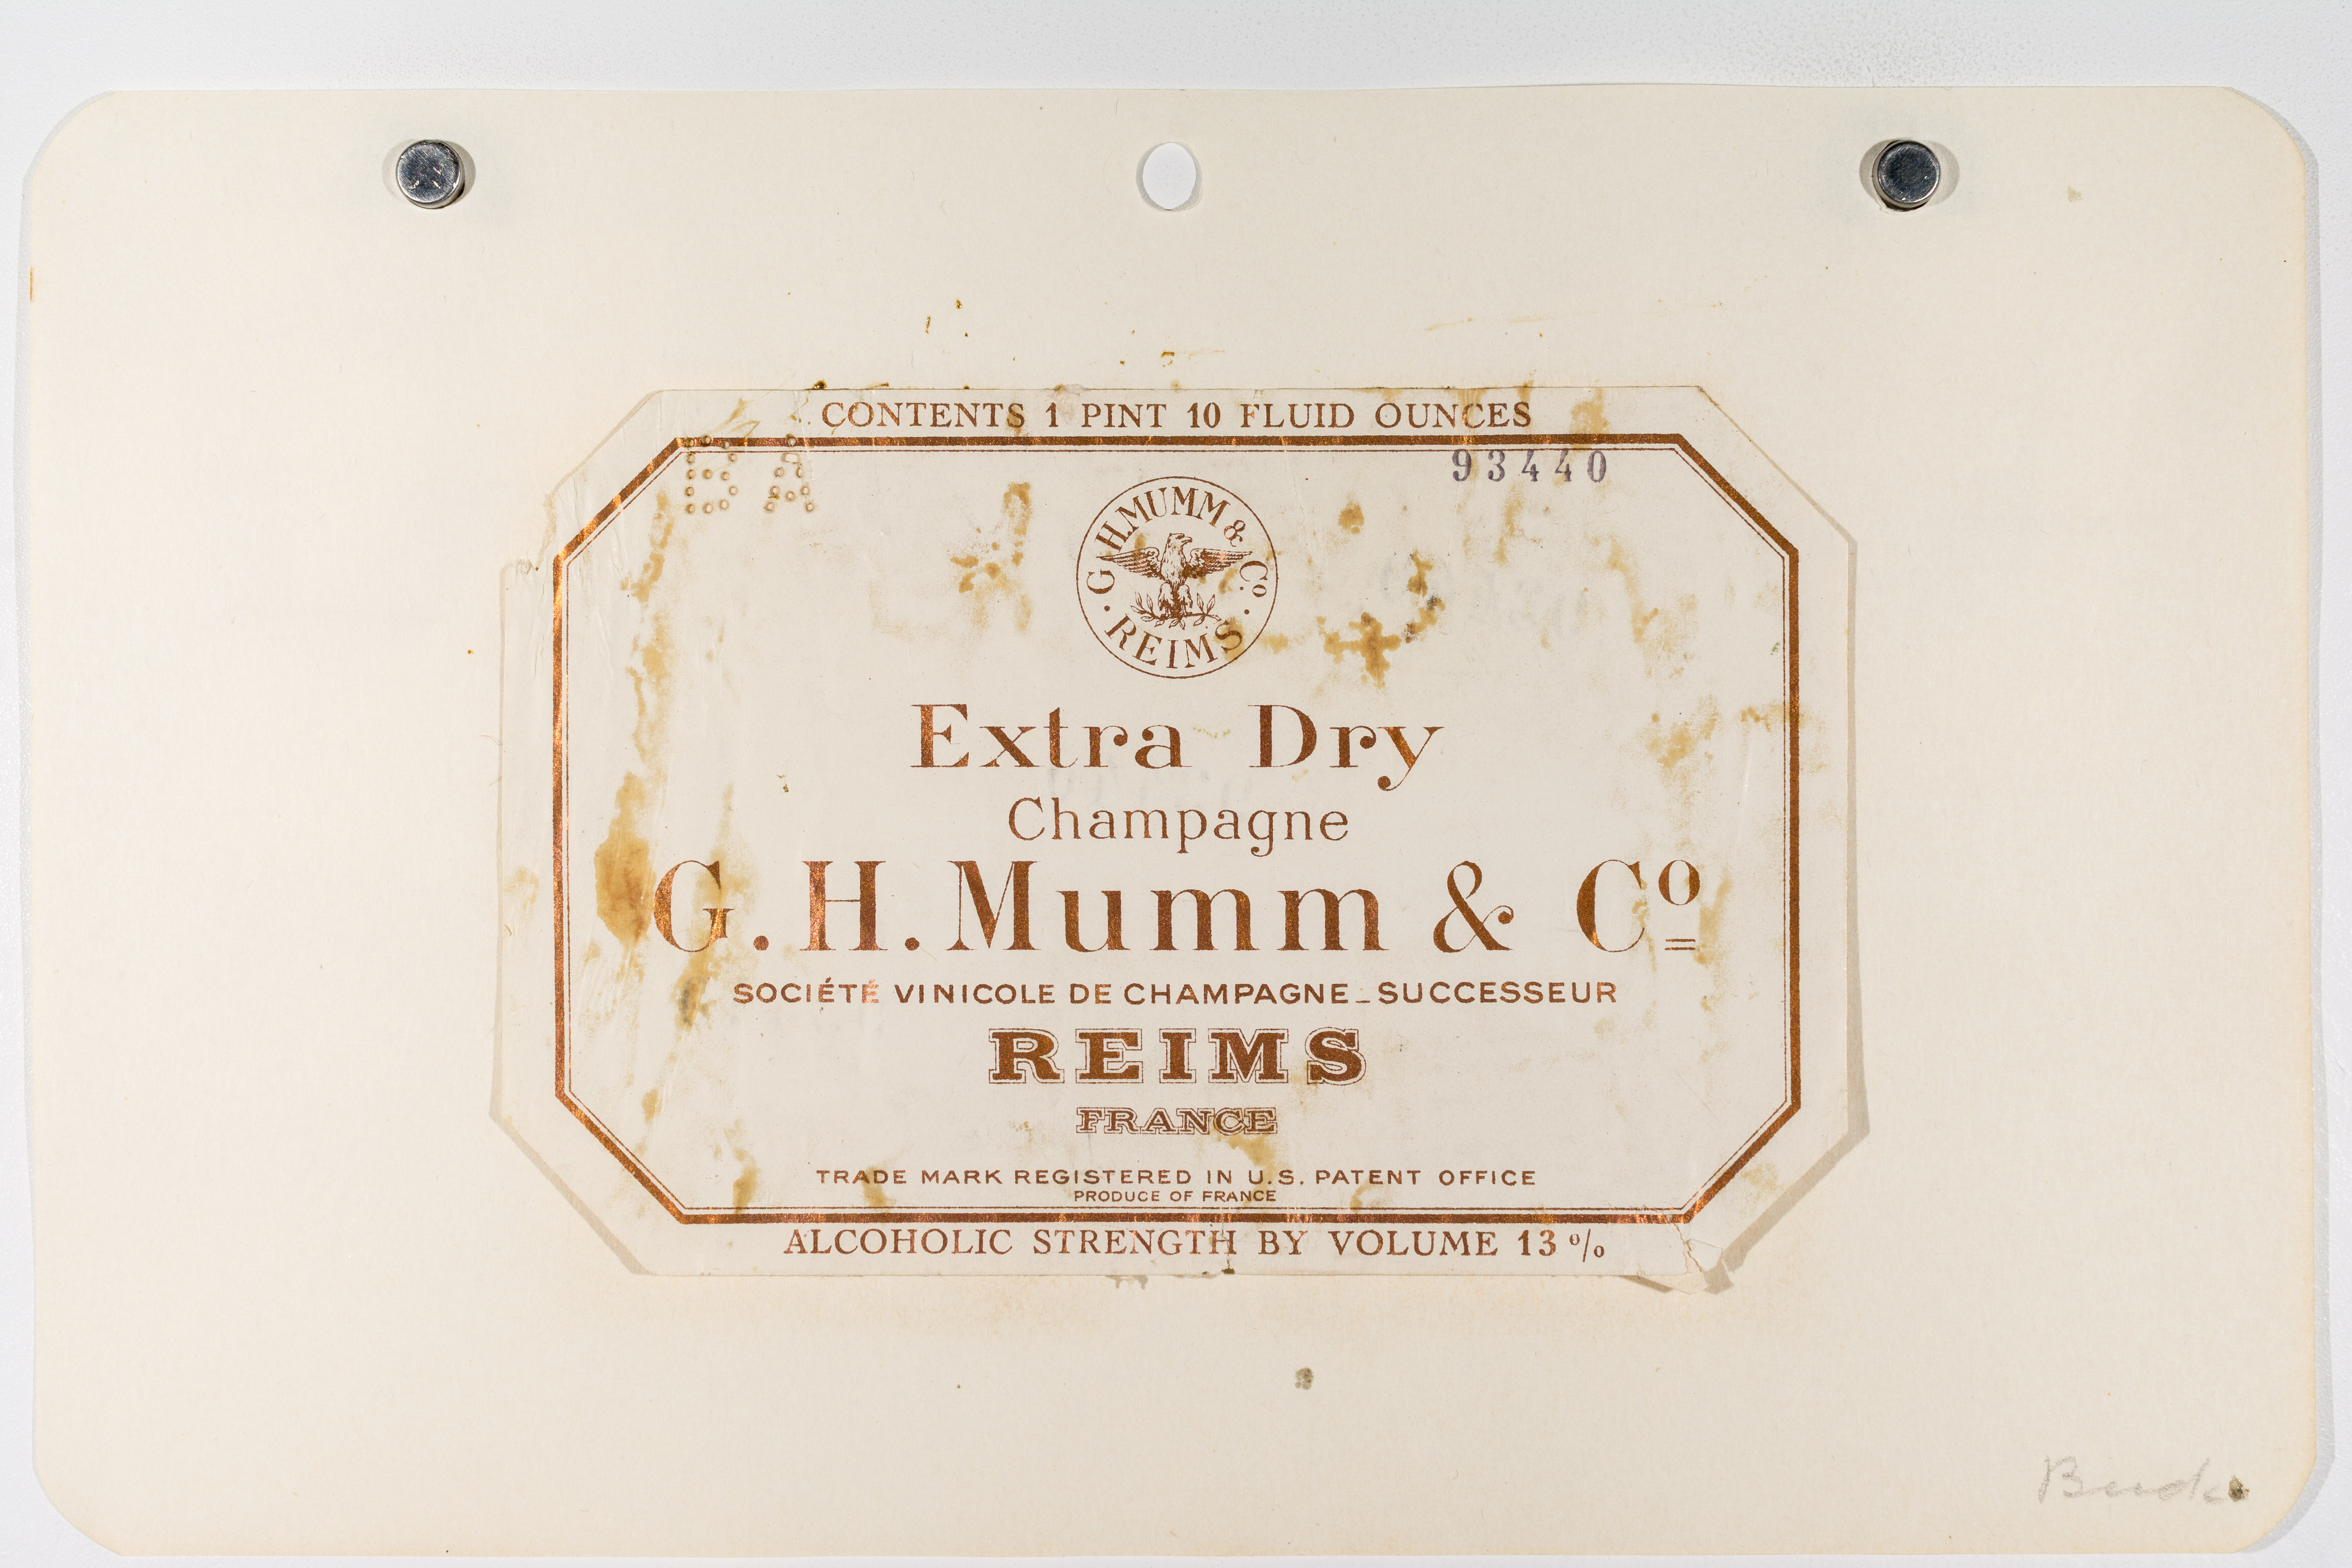 CONTENTS 1 PINT 10 FLUID OUNCES
BA
93440
G.H.MUMM & Cº.
REIMS
Extra Dry
Champagne
G.H.Mumm & Cº
SOCIÉTÉ VINICOLE DE CHAMPAGNE_SUCCESSEUR
REIMS
FRANCE
TRADE MARK REGISTERED IN U.S. PATENT OFFICE
PRODUCE OF FRANCE
ALCOHOLIC STRENGTH BY VOLUME 13%